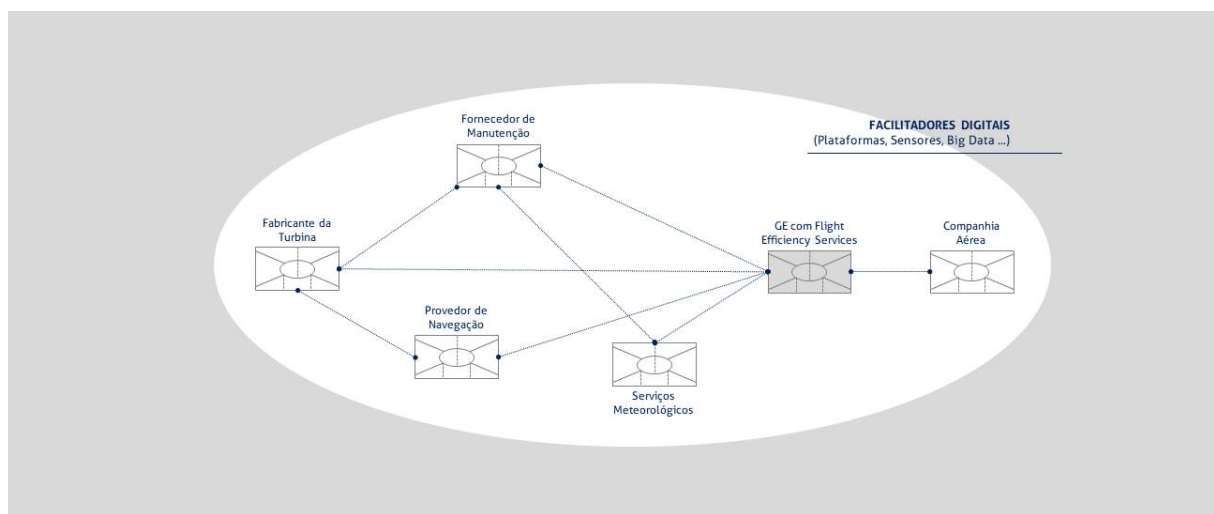 Fornecedor de
Manutenção
FACILITADORES DIGITAIS
(Plataformas, Sensores, Big Data ...)
Fabricante da
Turbina
GE com Flight
Efficiency Services
Companhia
Aérea
Provedor de
Navegação
Serviços
Meteorológicos